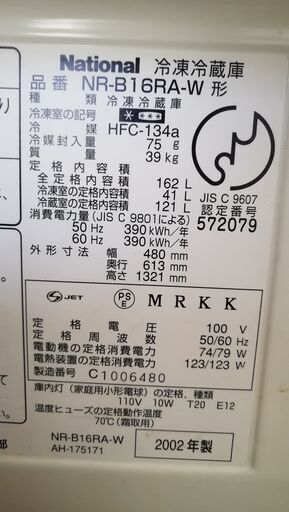 National 冷凍冷蔵庫
品番 NR-B16RA-W 形
種類 冷凍冷蔵庫
冷凍室の記号 ＊＊＊＊
冷媒 HFC-134a
冷媒封入量 75 g
質量 39 kg
定格内容積
全定格内容積 162 L
冷凍室の定格内容積 41 L
冷蔵室の定格内容積 121 L
消費電力量 (JIS C 9801による)
50 Hz 390 kWh/年
60 Hz 390 kWh/年
外形寸法 幅 480 mm
奥行 613 mm
高さ 1321 mm
JIS C 9607
認定番号
572079
S JET PSE MRKK
定格電圧 100 V
定格周波数 50/60 Hz
電動機の定格消費電力 74/79 W
電熱装置の定格消費電力 123/123 W
製造番号 C1006480
庫内灯 (家庭用小形電球) の定格、種類
110V 10W T20 E12
温度ヒューズの定格動作温度
70℃ (霜取用)
NR-B16RA-W
AH-175171
2002 年製